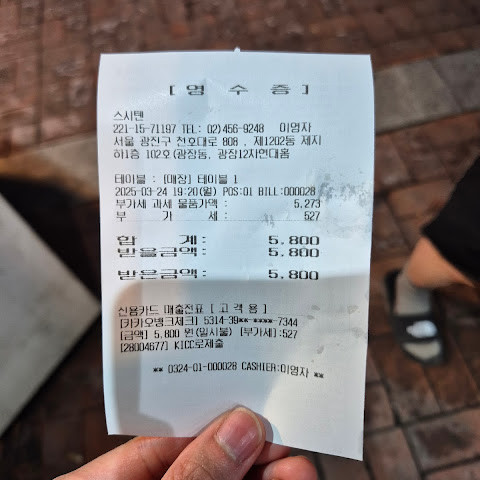 [ 영 수 증 ]
스시텐
221-15-71197 TEL: 02)456-9248 이영자
서울 광진구 천호대로 808 , 제1202동 제지
하1층 102호(광장동, 광장12차현대홈
테이블 : [매장] 테이블 1
2025-03-24 19:20(월) POS:01 BILL:000028
부가세 과세 물품가액 : 5,273
부 가 세 : 527
합 계 : 5,800
받을금액: 5,800
받은금액: 5,800
신용카드 매출전표 [ 고 객 용 ]
[카카오뱅크체크] 5314-39**-****-7344
[금액] 5,800 원(일시불) [부가세]:527
[28004677] KICC로제출
** 0324-01-000028 CASHIER:이영자 **